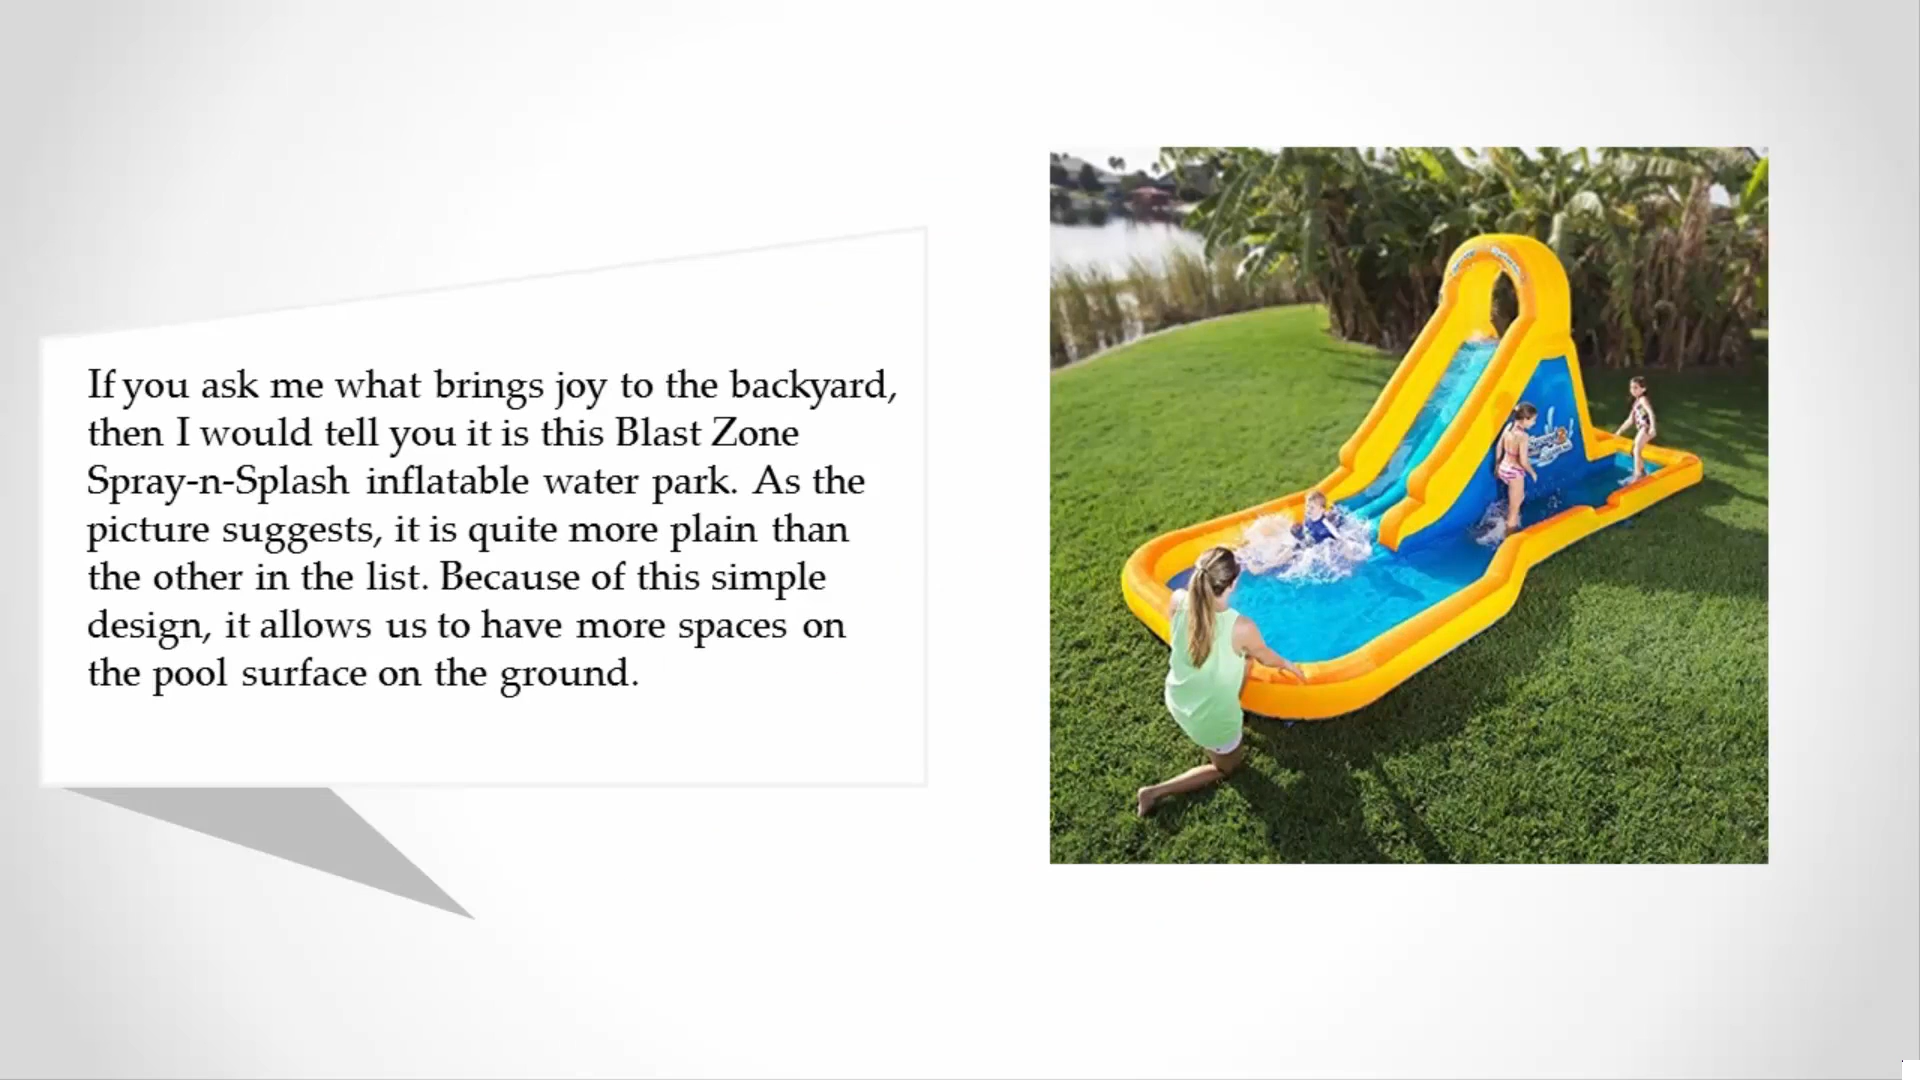 If you ask me what brings joy to the backyard,
then I would tell you it is this Blast Zone
Spray-n-Splash inflatable water park. As the
picture suggests, it is quite more plain than
the other in the list. Because of this simple
design, it allows us to have more spaces on
the pool surface on the ground.